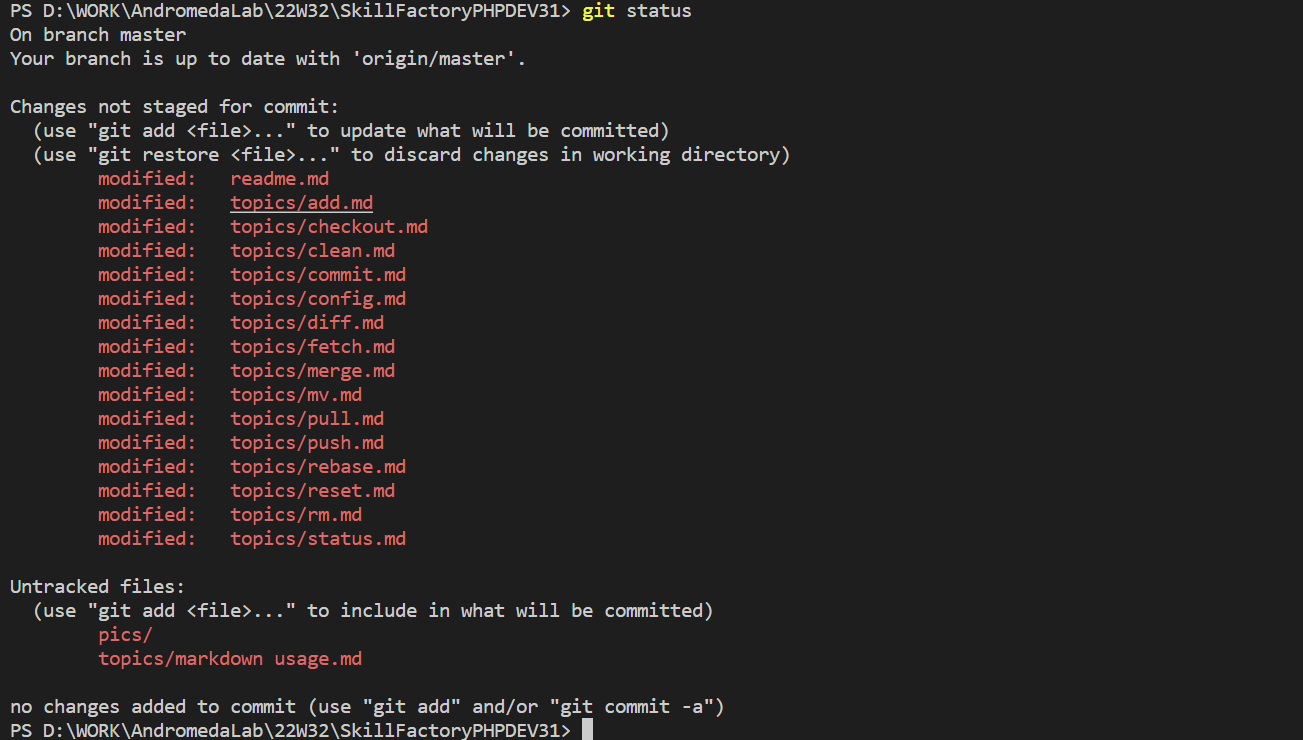 PS D:\WORK\AndromedaLab\22W32\SkillFactoryPHPDEV31> git status
On branch master
Your branch is up to date with 'origin/master'.
Changes not staged for commit:
(use "git add <file>..." to update what will be committed)
(use "git restore <file>..." to discard changes in working directory)
modified: readme.md
modified: topics/add.md
modified: topics/checkout.md
modified: topics/clean.md
modified: topics/commit.md
modified: topics/config.md
modified: topics/diff.md
modified: topics/fetch.md
modified: topics/merge.md
modified: topics/mv.md
modified: topics/pull.md
modified: topics/push.md
modified: topics/rebase.md
modified: topics/reset.md
modified: topics/rm.md
modified: topics/status.md
Untracked files:
(use "git add <file>..." to include in what will be committed)
pics/
topics/markdown usage.md
no changes added to commit (use "git add" and/or "git commit -a")
PS D:\WORK\AndromedaLab\22W32\SkillFactoryPHPDEV31>